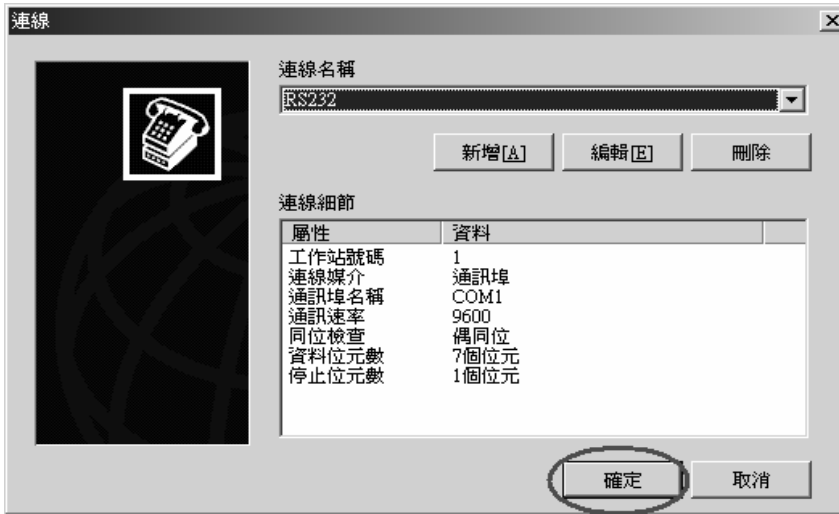 連線
連線名稱
RS232
新增[A] 編輯[E] 刪除
連線細節
屬性 資料
工作站號碼 1
連線媒介 通訊埠
通訊埠名稱 COM1
通訊速率 9600
同位檢查 偶同位
資料位元數 7個位元
停止位元數 1個位元
確定 取消